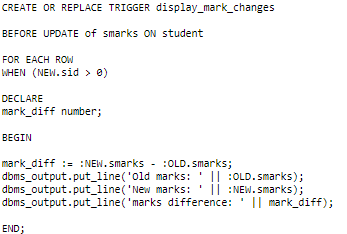 CREATE OR REPLACE TRIGGER display_mark_changes
BEFORE UPDATE of smarks ON student
FOR EACH ROW
WHEN (NEW.sid > 0)
DECLARE
mark_diff number;
BEGIN
mark_diff := :NEW.smarks - :OLD.smarks;
dbms_output.put_line('Old marks: ' || :OLD.smarks);
dbms_output.put_line('New marks: ' || :NEW.smarks);
dbms_output.put_line('marks difference: ' || mark_diff);
END;